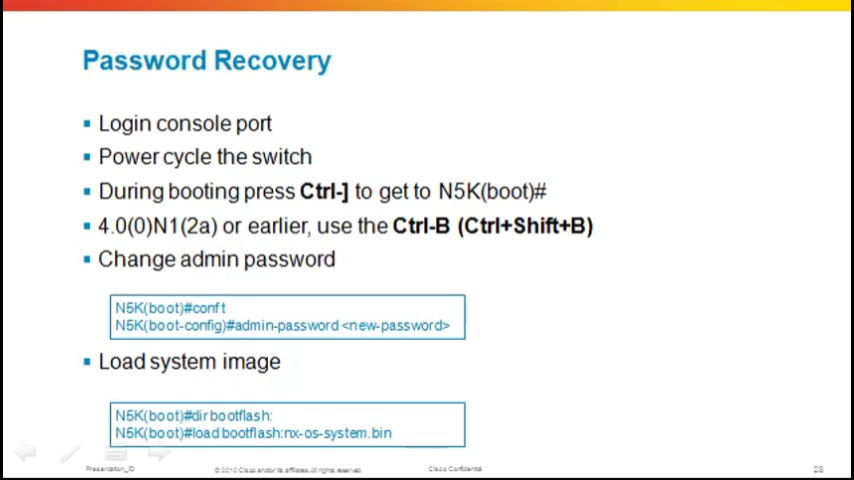 Password Recovery
Login console port
Power cycle the switch
During booting press Ctrl-] to get to N5K(boot)#
4.0(0)N1(2a) or earlier, use the Ctrl-B (Ctrl+Shift+B)
Change admin password
N5K(boot)#conf t
N5K(boot-config)#admin-password <new-password>
Load system image
N5K(boot)#dir bootflash:
N5K(boot)#load bootflash:nx-os-system.bin
Presentation_ID © 2010 Cisco and/or its affiliates. All rights reserved. Cisco Confidential 28